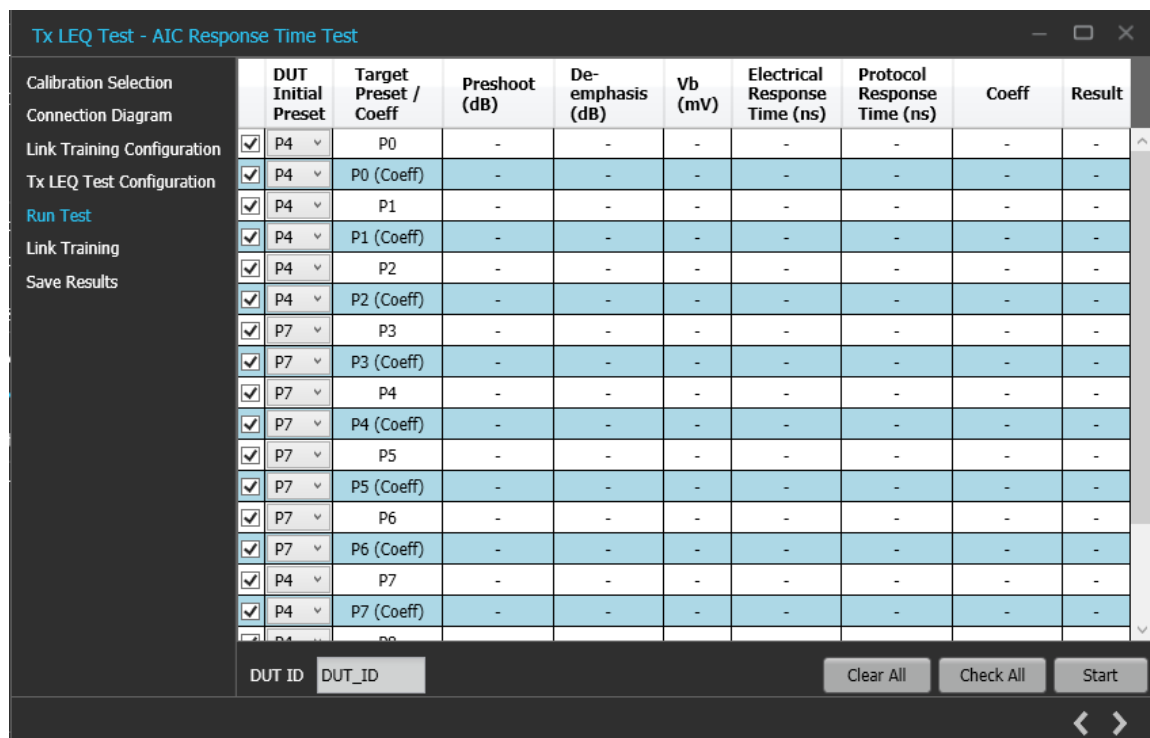 Tx LEQ Test - AIC Response Time Test
Calibration Selection
Connection Diagram
Link Training Configuration
Tx LEQ Test Configuration
Run Test
Link Training
Save Results
DUT Initial Preset Target Preset / Coeff Preshoot (dB) De-emphasis (dB) Vb (mV) Electrical Response Time (ns) Protocol Response Time (ns) Coeff Result
P4 P0 - - - - - - -
P4 P0 (Coeff) - - - - - - -
P4 P1 - - - - - - -
P4 P1 (Coeff) - - - - - - -
P4 P2 - - - - - - -
P4 P2 (Coeff) - - - - - - -
P7 P3 - - - - - - -
P7 P3 (Coeff) - - - - - - -
P7 P4 - - - - - - -
P7 P4 (Coeff) - - - - - - -
P7 P5 - - - - - - -
P7 P5 (Coeff) - - - - - - -
P7 P6 - - - - - - -
P7 P6 (Coeff) - - - - - - -
P4 P7 - - - - - - -
P4 P7 (Coeff) - - - - - - -
DUT ID DUT_ID Clear All Check All Start